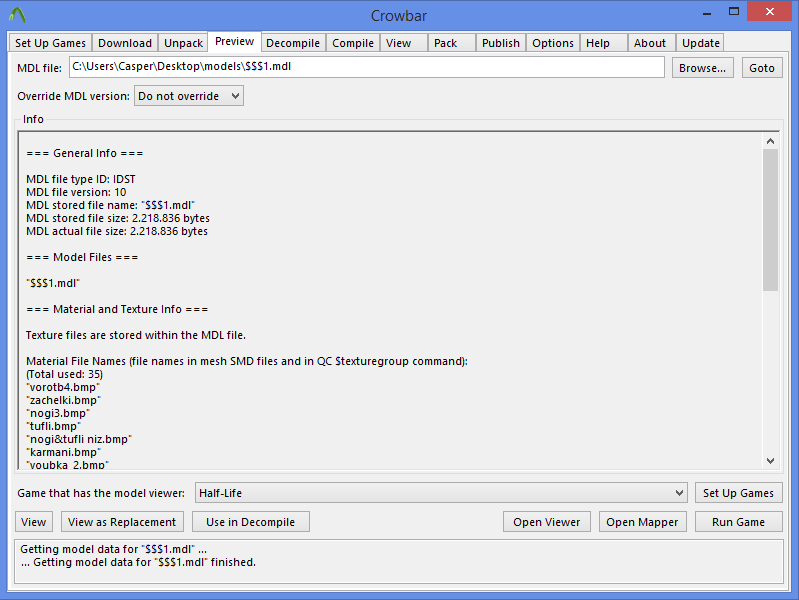 Crowbar
Set Up Games Download Unpack Preview Decompile Compile View Pack Publish Options Help About Update
MDL file: C:\Users\Casper\Desktop\models\$$$1.mdl Browse... Goto
Override MDL version: Do not override
Info
=== General Info ===
MDL file type ID: IDST
MDL file version: 10
MDL stored file name: "$$$1.mdl"
MDL stored file size: 2.218.836 bytes
MDL actual file size: 2.218.836 bytes
=== Model Files ===
"$$$1.mdl"
=== Material and Texture Info ===
Texture files are stored within the MDL file.
Material File Names (file names in mesh SMD files and in QC $texturegroup command):
(Total used: 35)
"vorotb4.bmp"
"zachelki.bmp"
"nogi3.bmp"
"tufli.bmp"
"nogi&tufli niz.bmp"
"karmani.bmp"
"youbka_2.bmp"
Game that has the model viewer: Half-Life Set Up Games
View View as Replacement Use in Decompile Open Viewer Open Mapper Run Game
Getting model data for "$$$1.mdl" ...
... Getting model data for "$$$1.mdl" finished.